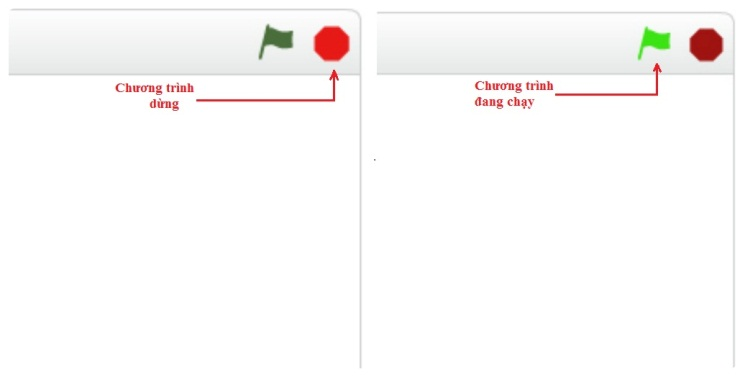 Chương trình
dừng
Chương trình
đang chạy